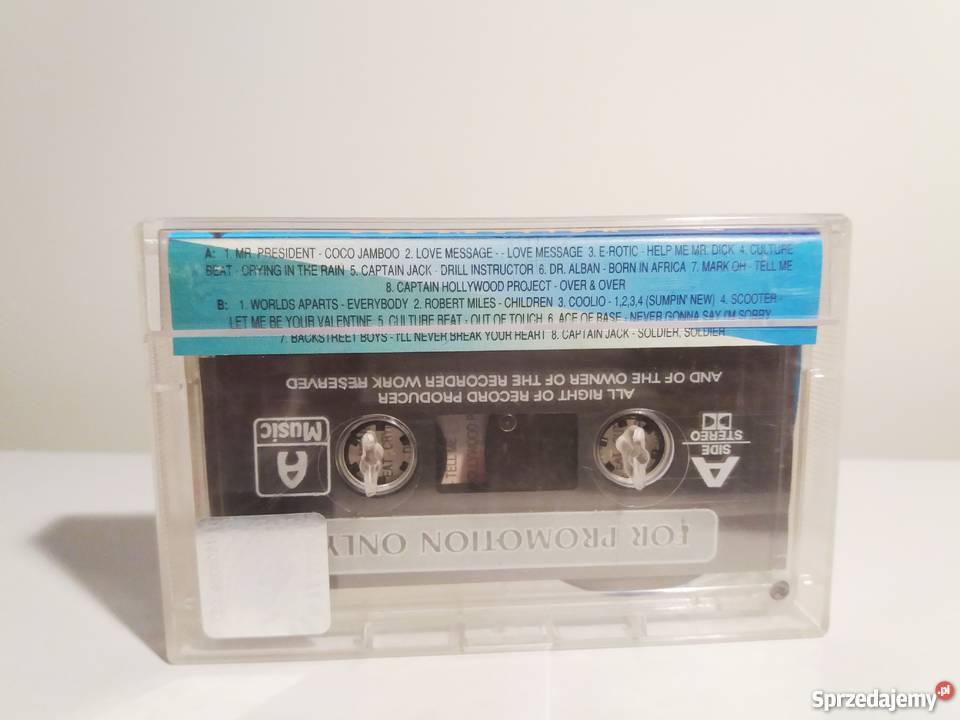 A: 1. MR. PRESIDENT - COCO JAMBOO 2. LOVE MESSAGE - - LOVE MESSAGE 3. E-ROTIC - HELP ME MR. DICK 4. CULTURE
BEAT - CRYING IN THE RAIN 5. CAPTAIN JACK - DRILL INSTRUCTOR 6. DR. ALBAN - BORN IN AFRICA 7. MARK OH - TELL ME
8. CAPTAIN HOLLYWOOD PROJECT - OVER & OVER
B: 1. WORLDS APARTS - EVERYBODY 2. ROBERT MILES - CHILDREN 3. COOLIO - 1,2,3,4 (SUMPIN' NEW) 4. SCOOTER -
LET ME BE YOUR VALENTINE 5. CULTURE BEAT - OUT OF TOUCH 6. ACE OF BASE - NEVER GONNA SAY I'M SORRY
7. BACKSTREET BOYS - I'LL NEVER BREAK YOUR HEART 8. CAPTAIN JACK - SOLDIER, SOLDIER
ALL RIGHT OF RECORD PRODUCER
AND OF THE OWNER OF THE RECORDER WORK RESERVED
A
Music
A
SIDE
STEREO
TELL ME
FOR PROMOTION ONLY
Sprzedajemy.pl